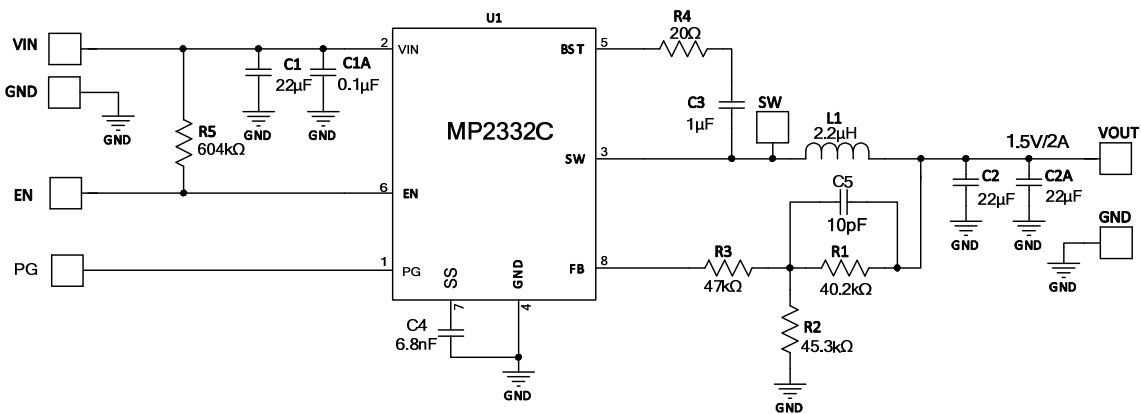 U1
VIN
2
VIN
C1
22µF
GND
C1A
0.1µF
GND
GND
GND
R5
604kΩ
EN
6
EN
PG
1
PG
MP2332C
SS
7
GND
4
C4
6.8nF
GND
BST
5
R4
20Ω
C3
1µF
SW
SW
3
L1
2.2µH
1.5V/2A
VOUT
C2
22µF
GND
C2A
22µF
GND
GND
GND
C5
10pF
FB
8
R3
47kΩ
R1
40.2kΩ
R2
45.3kΩ
GND